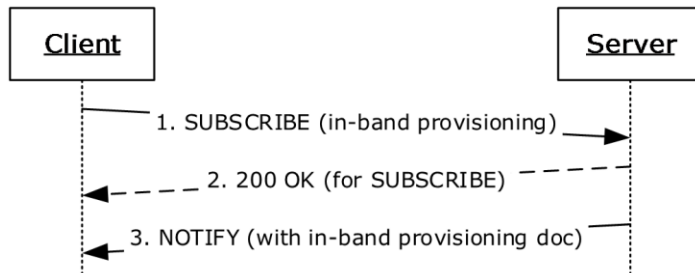 Client
Server
1. SUBSCRIBE (in-band provisioning)
2. 200 OK (for SUBSCRIBE)
3. NOTIFY (with in-band provisioning doc)